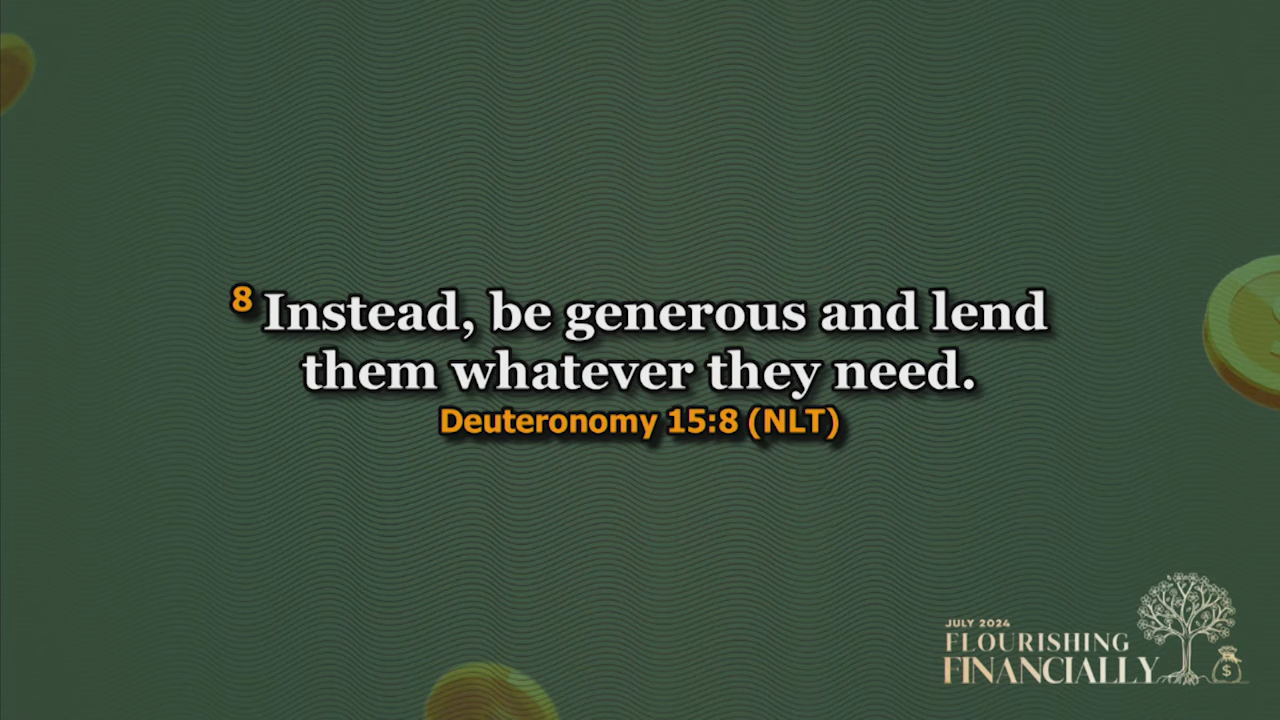 8 Instead, be generous and lend
them whatever they need.
Deuteronomy 15:8 (NLT)
JULY 2024
FLOURISHING
FINANCIALLY
$